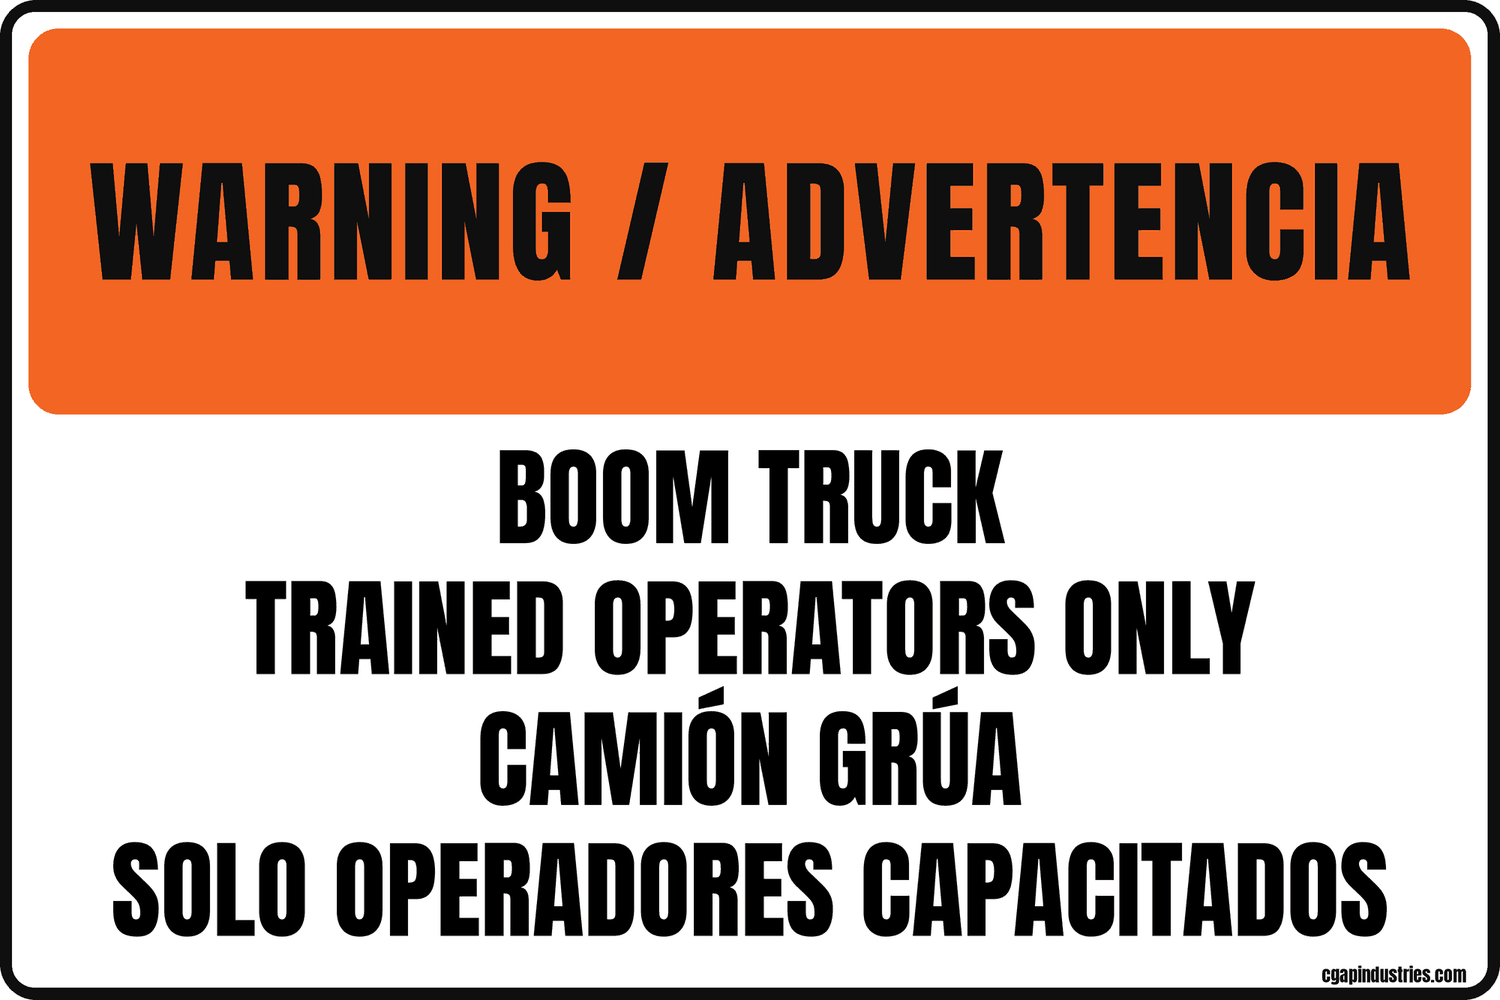 WARNING / ADVERTENCIA
BOOM TRUCK
TRAINED OPERATORS ONLY
CAMIÓN GRÚA
SOLO OPERADORES CAPACITADOS
cgapindustries.com